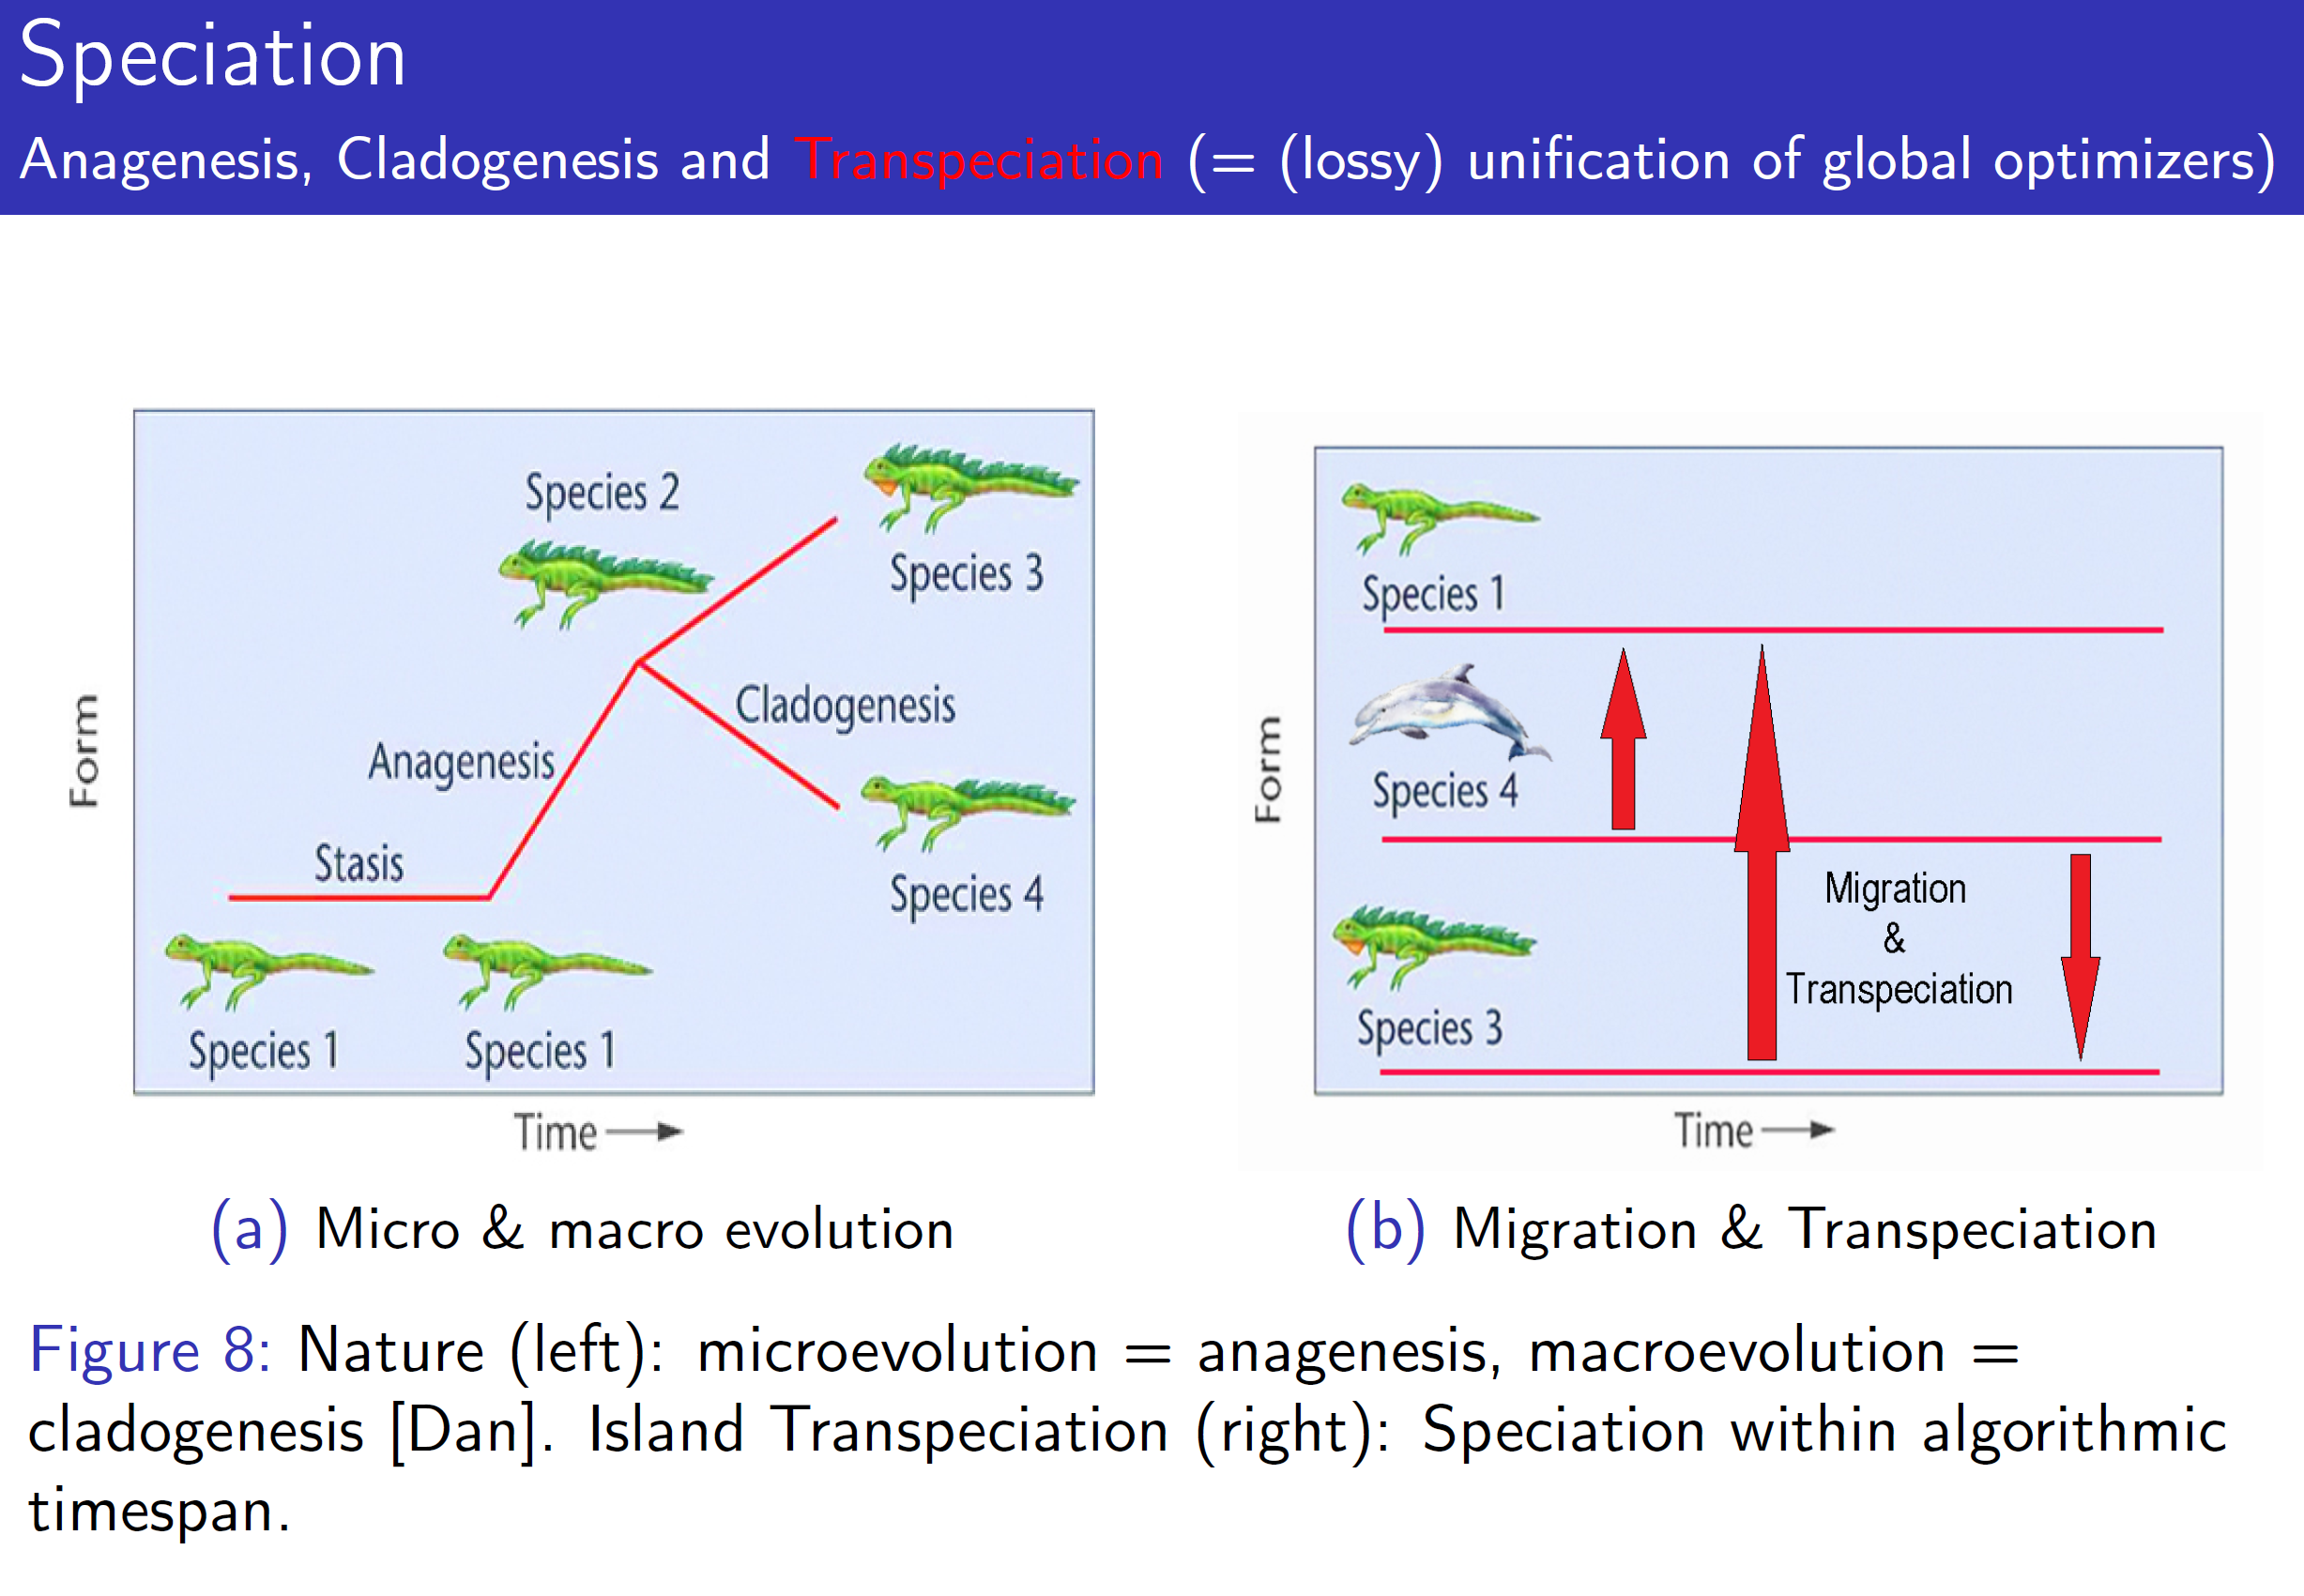 Speciation
Anagenesis, Cladogenesis and Transpeciation (= (lossy) unification of global optimizers)
Species 2
Species 3
Cladogenesis
Anagenesis
Stasis
Species 4
Species 1
Species 1
Form
Time
Species 1
Species 4
Migration
&
Transpeciation
Species 3
Form
Time
(a) Micro & macro evolution
(b) Migration & Transpeciation
Figure 8: Nature (left): microevolution = anagenesis, macroevolution =
cladogenesis [Dan]. Island Transpeciation (right): Speciation within algorithmic
timespan.